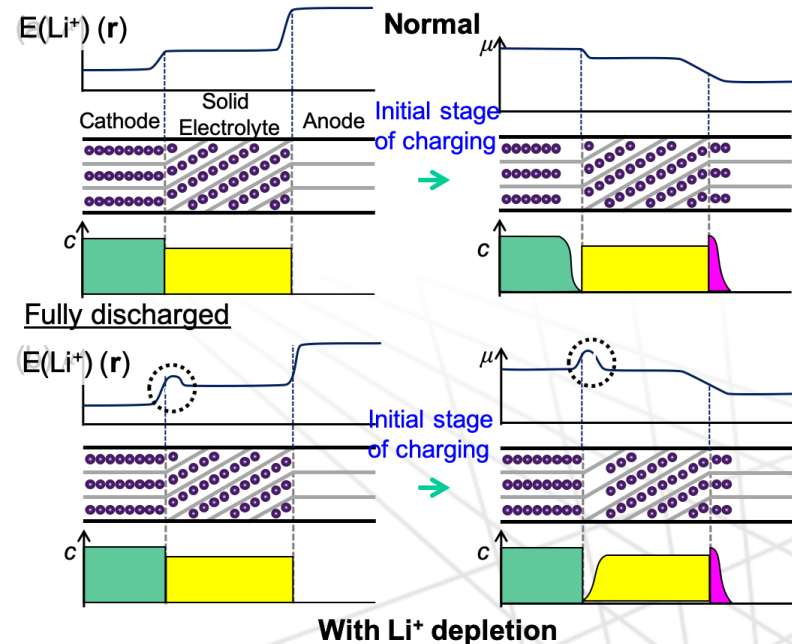 E(Li⁺) (r)
Normal
μ
Cathode
Solid
Electrolyte
Anode
Initial stage
of charging
c
c
Fully discharged
E(Li⁺) (r)
μ
Initial stage
of charging
c
c
With Li⁺ depletion